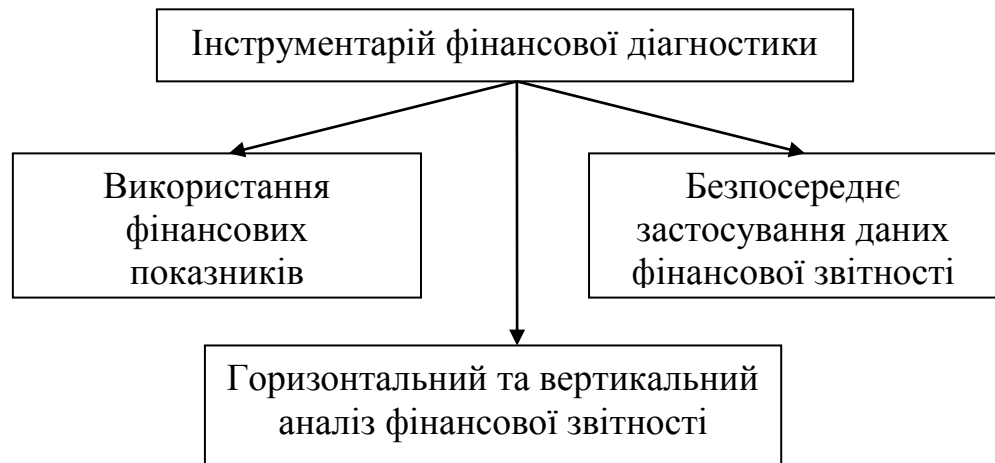 Інструментарій фінансової діагностики
Використання
фінансових
показників
Безпосереднє
застосування даних
фінансової звітності
Горизонтальний та вертикальний
аналіз фінансової звітності